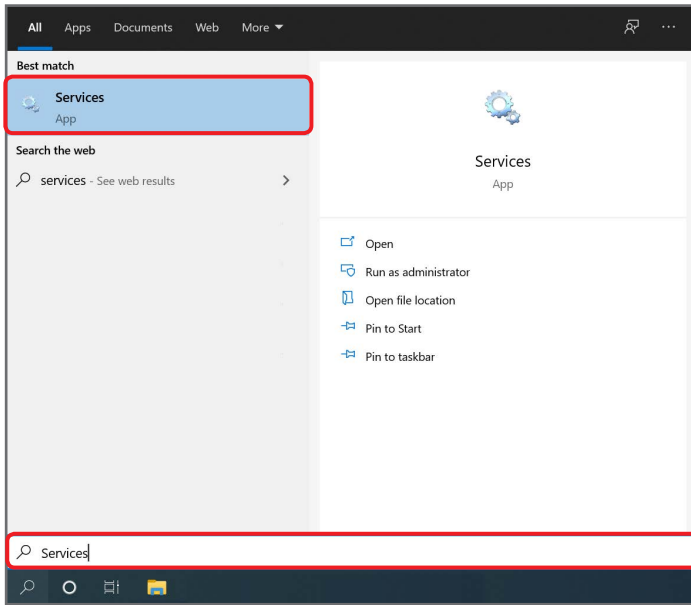 All Apps Documents Web More
Best match
Services
App
Search the web
services - See web results
Services
App
Open
Run as administrator
Open file location
Pin to Start
Pin to taskbar
Services